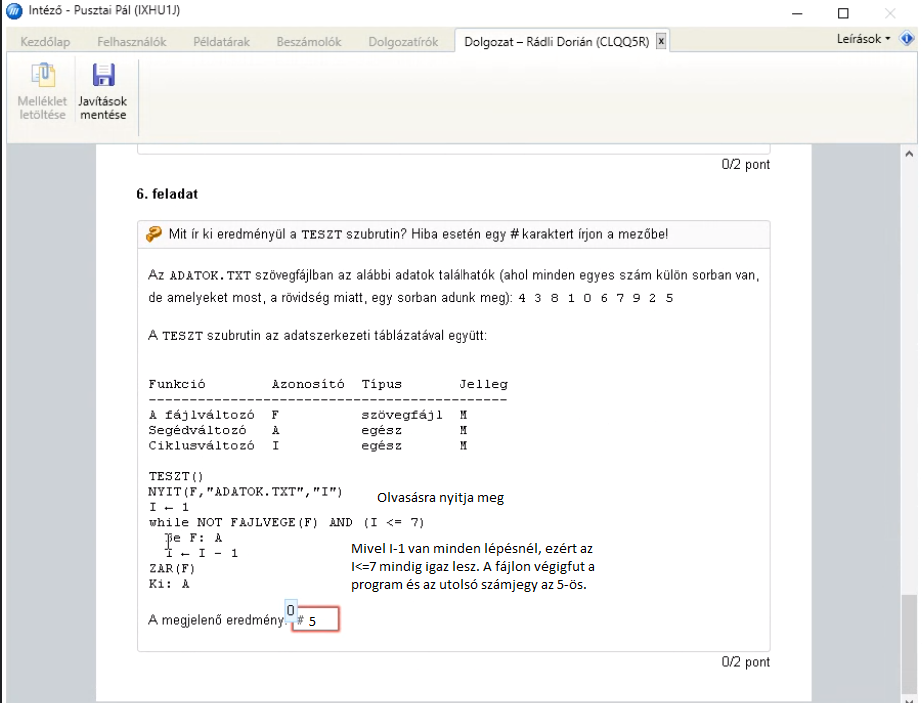 Intéző - Pusztai Pál (IXHU1J)
Kezdőlap Felhasználók Példatárak Beszámolók Dolgozatírók Dolgozat – Rádli Dorián (CLQQ5R) x Leírások
Melléklet letöltése
Javítások mentése
0/2 pont
6. feladat
Mit ír ki eredményül a TESZT szubrutin? Hiba esetén egy # karaktert írjon a mezőbe!
Az ADATOK.TXT szövegfájlban az alábbi adatok találhatók (ahol minden egyes szám külön sorban van,
de amelyeket most, a rövidség miatt, egy sorban adunk meg): 4 3 8 1 0 6 7 9 2 5
A TESZT szubrutin az adatszerkezeti táblázatával együtt:
Funkció Azonosító Típus Jelleg
----------------------------------------------
A fájlváltozó F szövegfájl M
Segédváltozó A egész M
Ciklusváltozó I egész M
TESZT()
NYIT(F,"ADATOK.TXT","I") Olvasásra nyitja meg
I ← 1
while NOT FAJLVEGE(F) AND (I <= 7)
Be F: A
I ← I - 1
ZAR(F)
Ki: A
Mivel I-1 van minden lépésnél, ezért az
I<=7 mindig igaz lesz. A fájlon végigfut a
program és az utolsó számjegy az 5-ös.
0
A megjelenő eredmény: # 5
0/2 pont